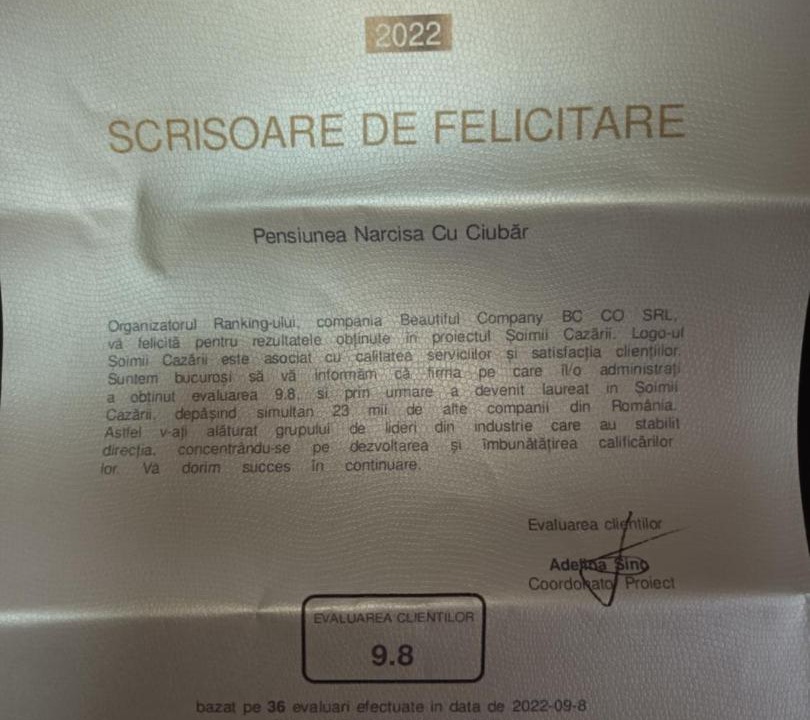 2022
SCRISOARE DE FELICITARE
Pensiunea Narcisa Cu Ciubăr
Organizatorul Ranking-ului, compania Beautiful Company BC CO SRL,
vă felicită pentru rezultatele obținute în proiectul Șoimii Cazării. Logo-ul
Șoimii Cazării este asociat cu calitatea serviciilor și satisfacția clienților.
Suntem bucuroși să vă informăm că firma pe care îl/o administrați
a obținut evaluarea 9.8, și prin urmare a devenit laureat în Șoimii
Cazării, depășind simultan 23 mii de alte companii din România.
Astfel v-ați alăturat grupului de lideri din industrie care au stabilit
direcția, concentrându-se pe dezvoltarea și îmbunătățirea calificărilor
lor. Vă dorim succes în continuare.
Evaluarea clienților
Adelina Sino
Coordonator Proiect
EVALUAREA CLIENTILOR
9.8
bazat pe 36 evaluari efectuate in data de 2022-09-8